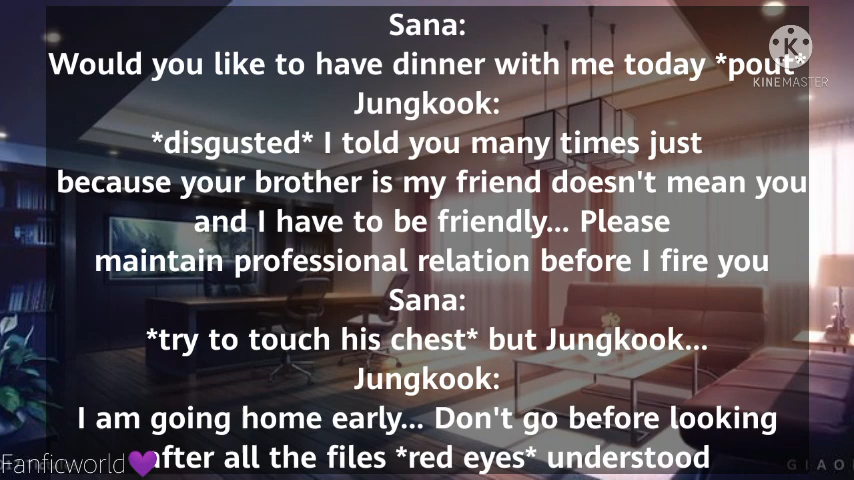 Sana:
Would you like to have dinner with me today *pout*
Jungkook:
*disgusted* I told you many times just
because your brother is my friend doesn't mean you
and I have to be friendly... Please
maintain professional relation before I fire you
Sana:
*try to touch his chest* but Jungkook...
Jungkook:
I am going home early... Don't go before looking
after all the files *red eyes* understood
K
KINEMASTER
Fanficworld💜
GIAO